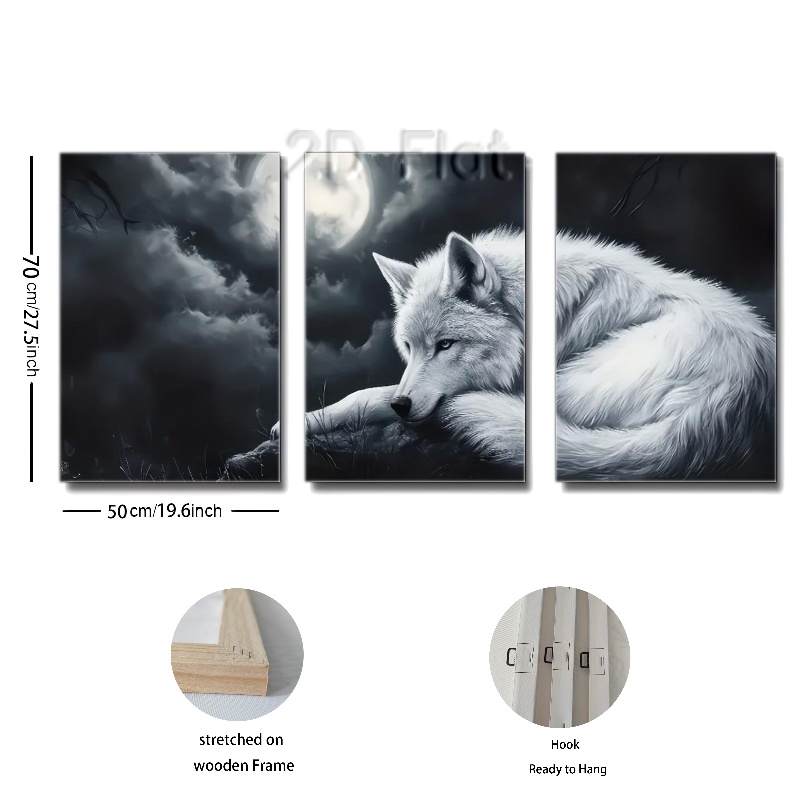 2D Flat
70cm/27.5inch
50cm/19.6inch
stretched on
wooden Frame
Hook
Ready to Hang